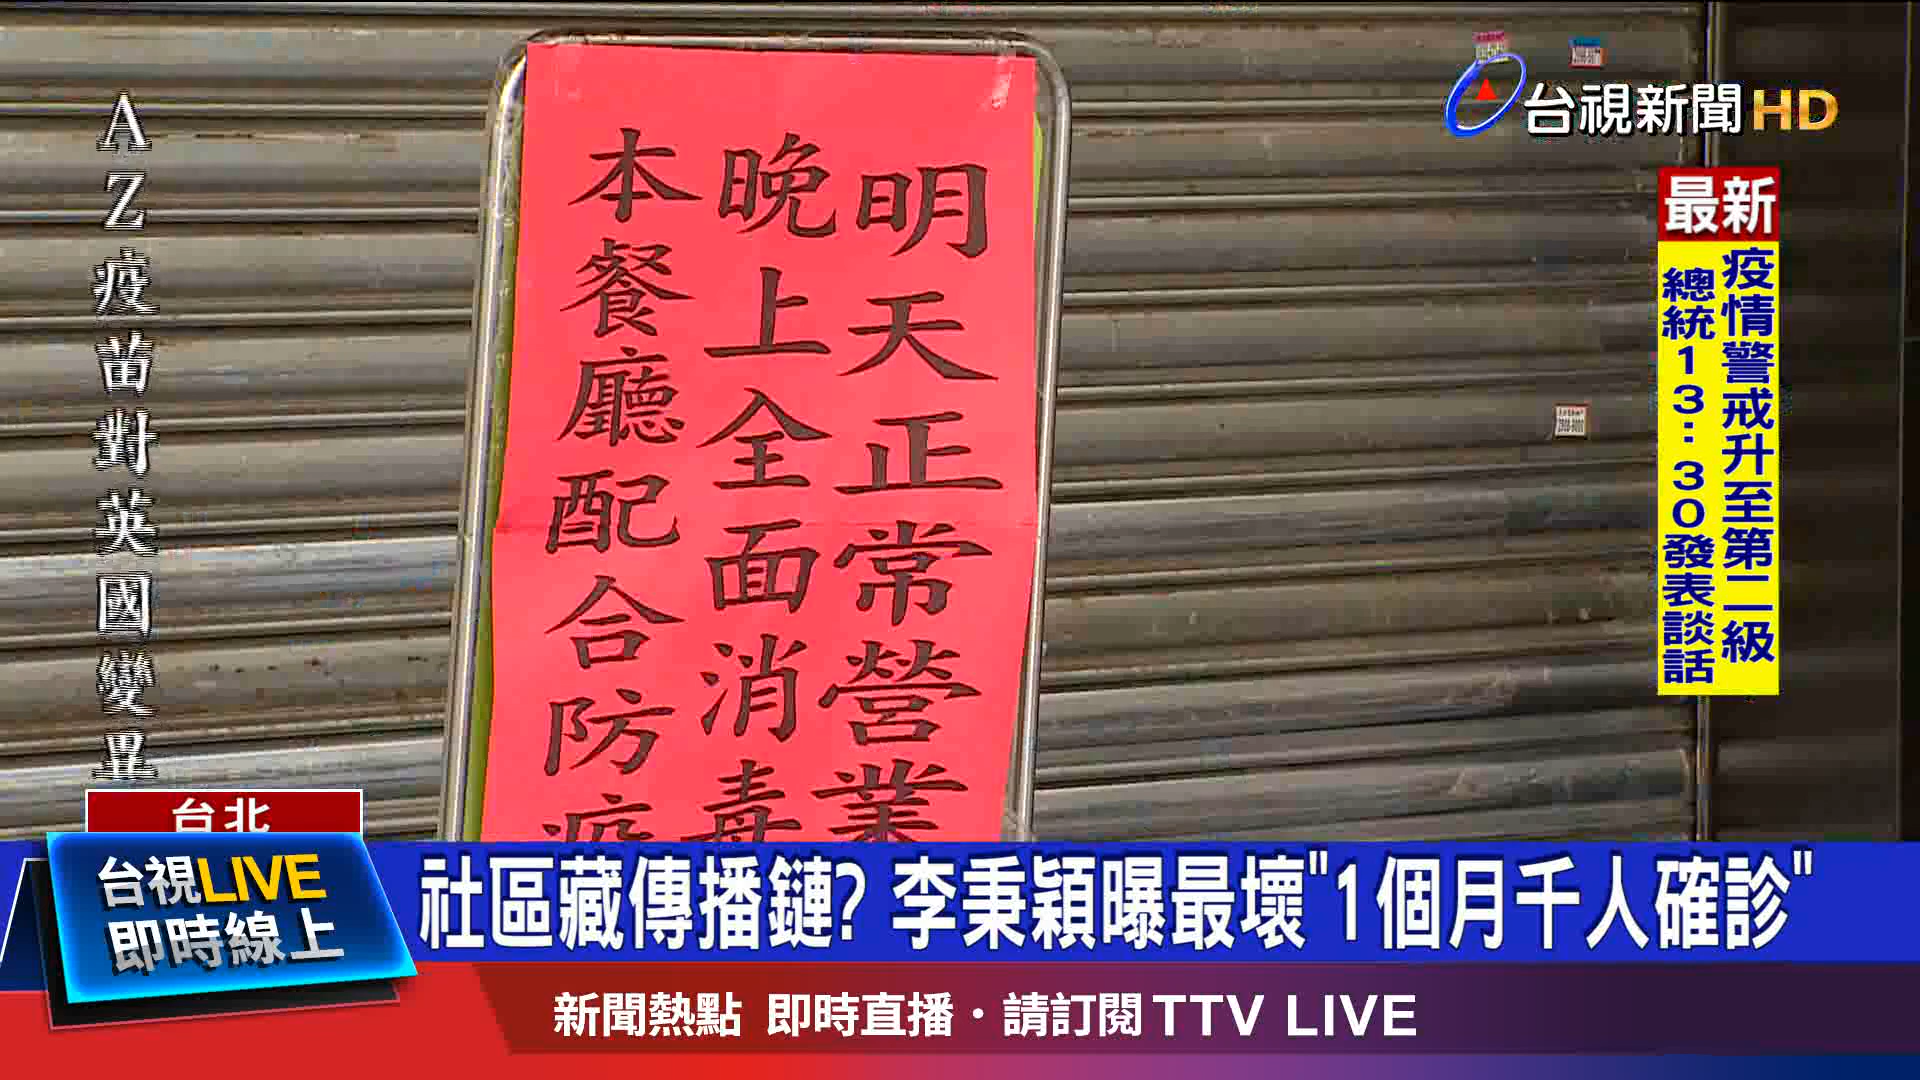 台視新聞HD
最新
疫情警戒升至第二級
總統13:30發表談話
AZ疫苗對英國變異
明天正常營業
晚上全面消毒
本餐廳配合防疫
台北
台視LIVE
即時線上
社區藏傳播鏈? 李秉穎曝最壞"1個月千人確診"
新聞熱點 即時直播・請訂閱TTV LIVE